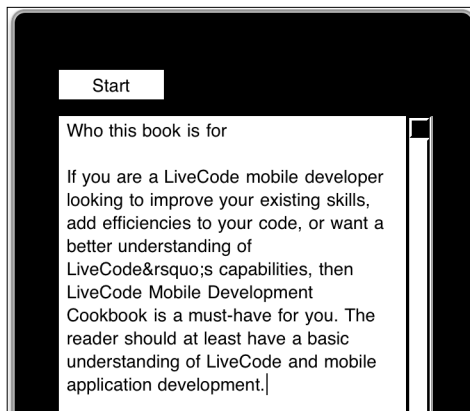 Start
Who this book is for
If you are a LiveCode mobile developer
looking to improve your existing skills,
add efficiencies to your code, or want a
better understanding of
LiveCode&rsquo;s capabilities, then
LiveCode Mobile Development
Cookbook is a must-have for you. The
reader should at least have a basic
understanding of LiveCode and mobile
application development.